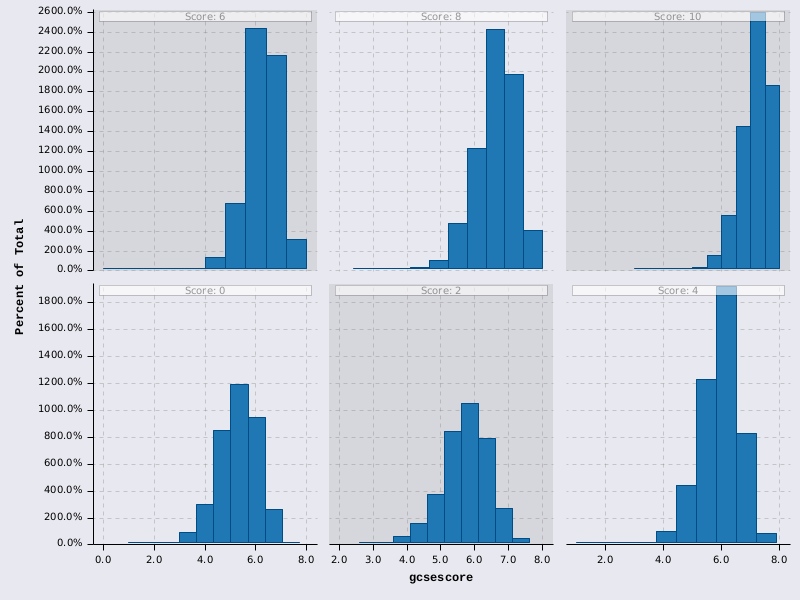 2600.0%
2400.0%
2200.0%
2000.0%
1800.0%
1600.0%
1400.0%
1200.0%
1000.0%
800.0%
600.0%
400.0%
200.0%
0.0%
Score: 6
Score: 8
Score: 10
Percent of Total
1800.0%
1600.0%
1400.0%
1200.0%
1000.0%
800.0%
600.0%
400.0%
200.0%
0.0%
Score: 0
Score: 2
Score: 4
0.0 2.0 4.0 6.0 8.0
2.0 3.0 4.0 5.0 6.0 7.0 8.0
2.0 4.0 6.0 8.0
gcsescore